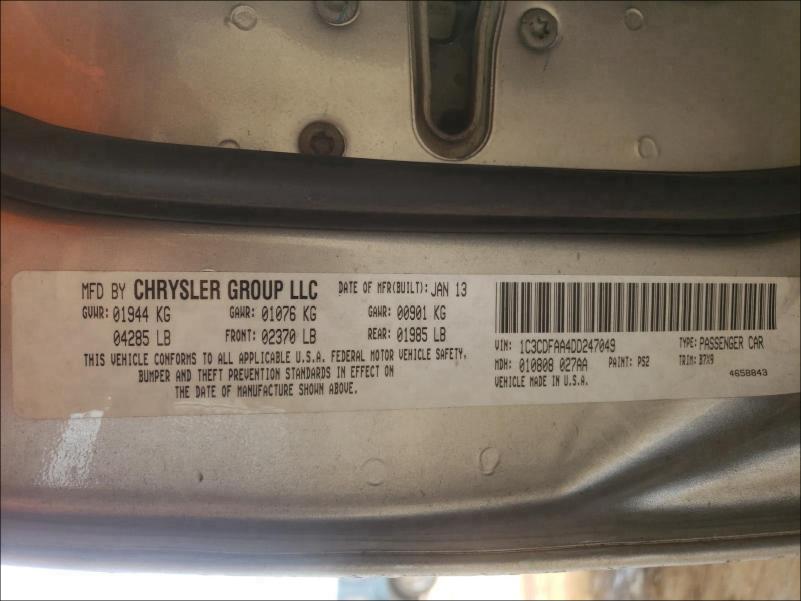 MFD BY CHRYSLER GROUP LLC DATE OF MFR(BUILT): JAN 13
GVWR: 01944 KG GAWR: 01076 KG GAWR: 00901 KG
04285 LB FRONT: 02370 LB REAR: 01985 LB
THIS VEHICLE CONFORMS TO ALL APPLICABLE U.S.A. FEDERAL MOTOR VEHICLE SAFETY,
BUMPER AND THEFT PREVENTION STANDARDS IN EFFECT ON
THE DATE OF MANUFACTURE SHOWN ABOVE.
VIN: 1C3CDFAA4DD247049 TYPE: PASSENGER CAR
MDH: 010808 027AA PAINT: PS2 TRIM: B7X9
VEHICLE MADE IN U.S.A. 4658843